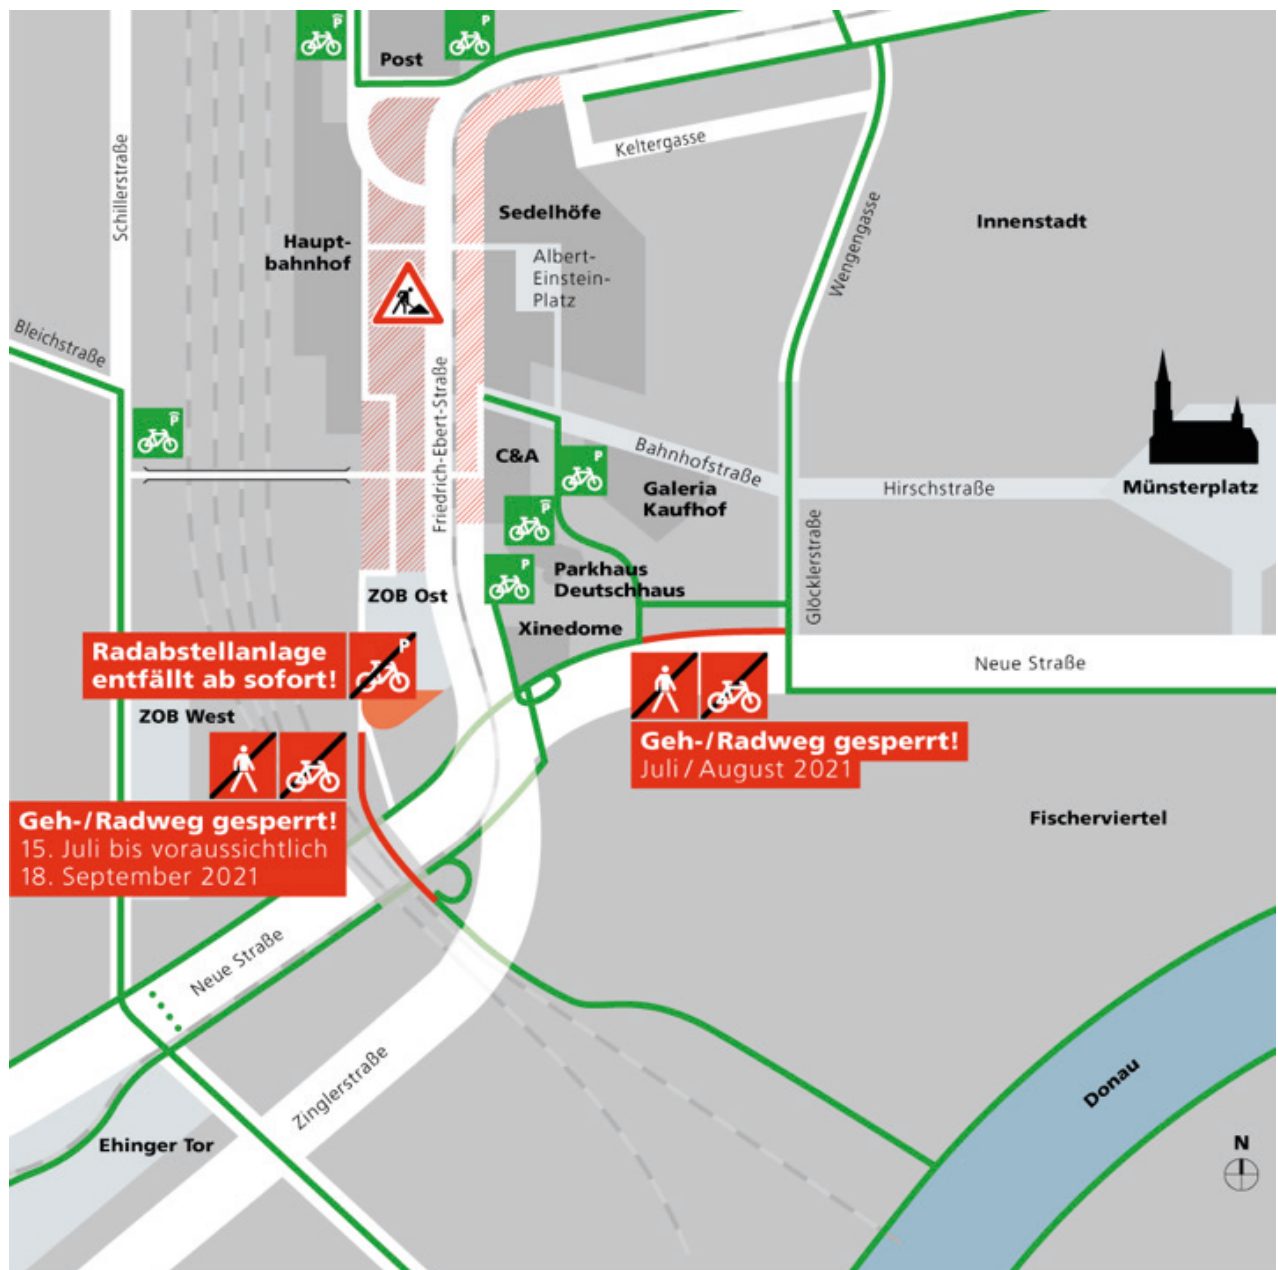 P
P
Post
Keltergasse
Schillerstraße
Sedelhöfe
Innenstadt
Haupt-
bahnhof
Albert-
Einstein-
Platz
Wengengasse
Bleichstraße
Friedrich-Ebert-Straße
P
C&A
P
Bahnhofstraße
Galeria
Kaufhof
Hirschstraße
Münsterplatz
P
Glöcklerstraße
P
Parkhaus
Deutschhaus
ZOB Ost
Xinedome
Radabstellanlage
entfällt ab sofort!
P
Neue Straße
ZOB West
Geh-/Radweg gesperrt!
Juli/August 2021
Geh-/Radweg gesperrt!
15. Juli bis voraussichtlich
18. September 2021
Fischerviertel
Neue Straße
Zinglerstraße
Donau
Ehinger Tor
N